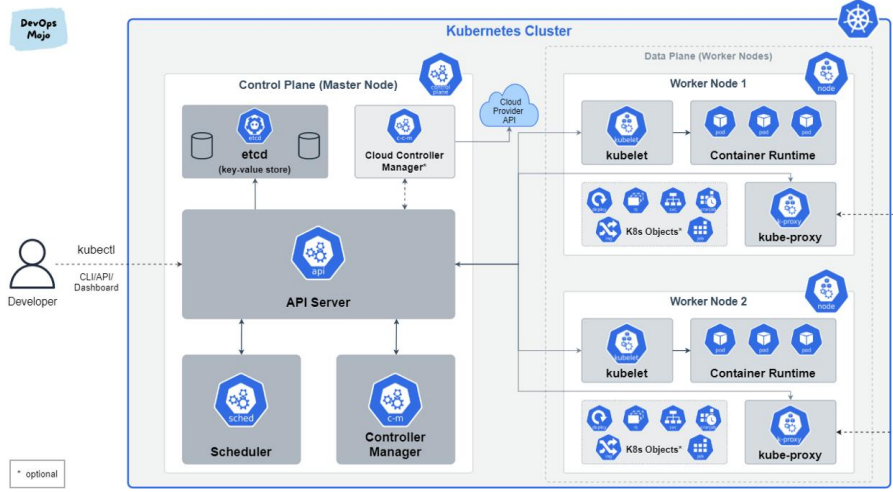 DevOps
Mojo
Kubernetes Cluster
Control Plane (Master Node)
control
plane
etcd
etcd
(key-value store)
c-c-m
Cloud Controller
Manager*
Cloud
Provider
API
api
API Server
kubectl
CLI/API/
Dashboard
Developer
sched
Scheduler
c-m
Controller
Manager
* optional
Data Plane (Worker Nodes)
Worker Node 1
node
kubelet
kubelet
pod
pod
pod
Container Runtime
K8s Objects*
k-proxy
kube-proxy
Worker Node 2
node
kubelet
kubelet
pod
pod
pod
Container Runtime
K8s Objects*
k-proxy
kube-proxy